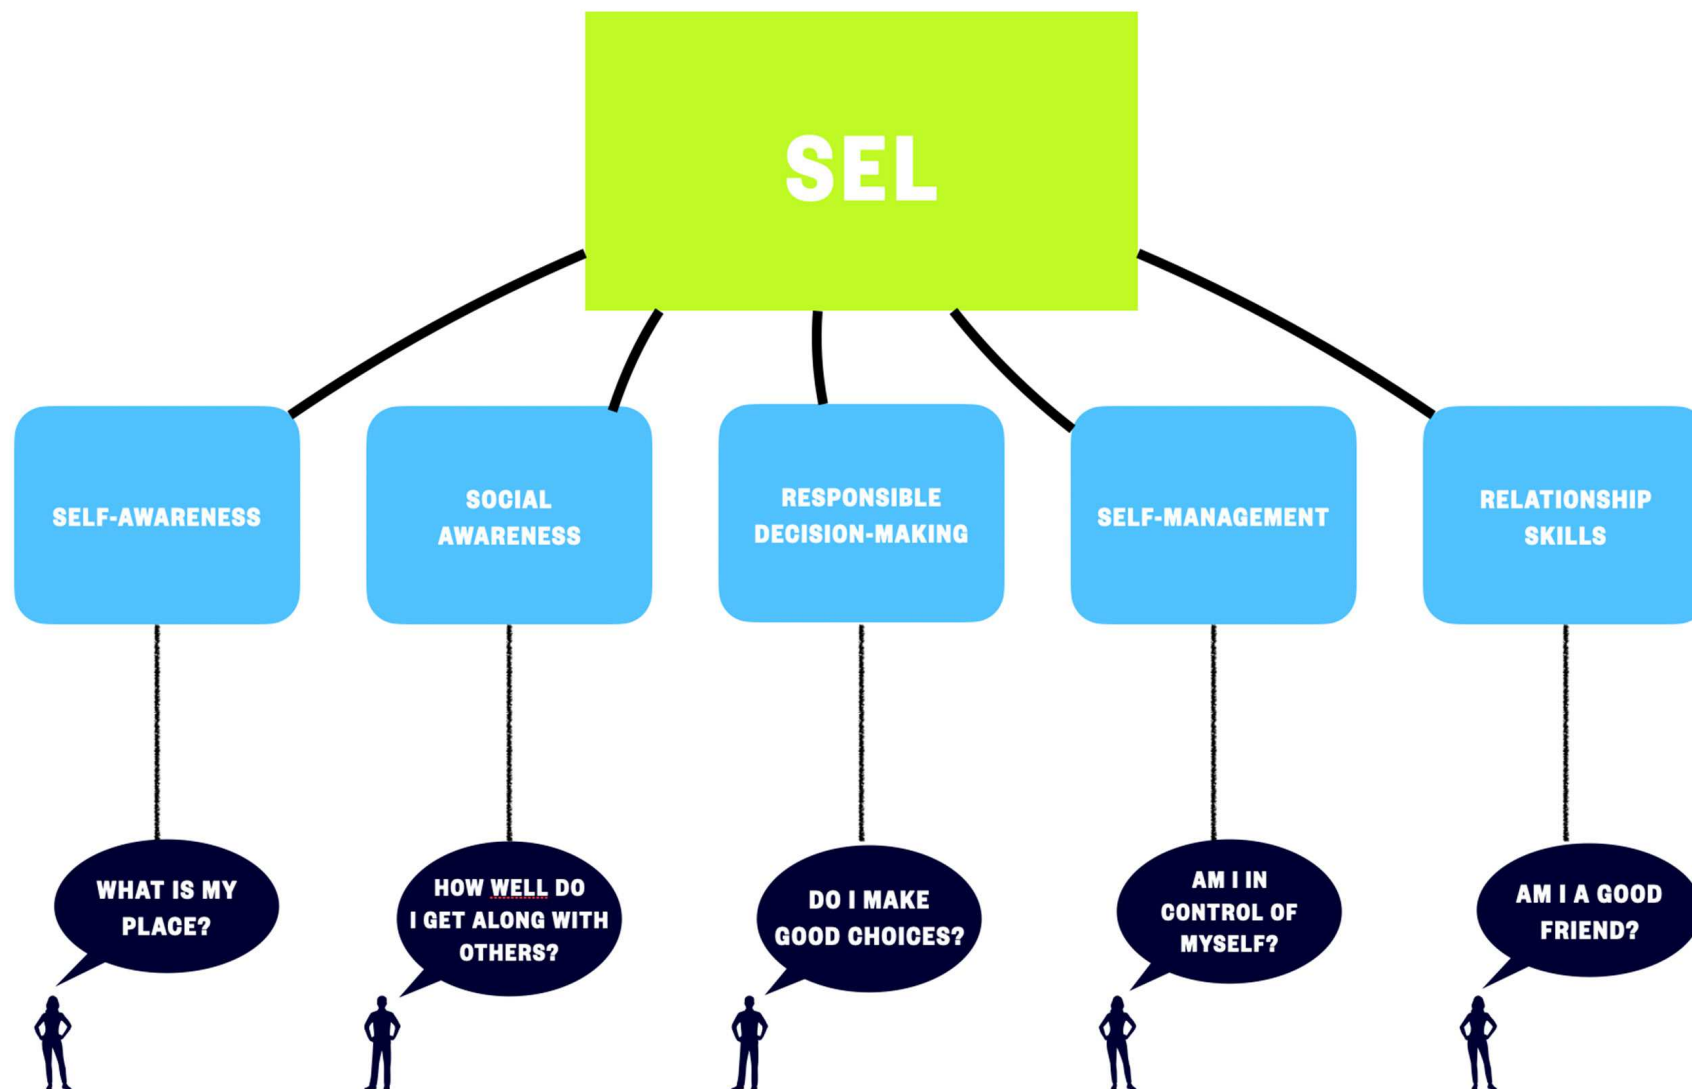 SEL
SELF-AWARENESS
SOCIAL
AWARENESS
RESPONSIBLE
DECISION-MAKING
SELF-MANAGEMENT
RELATIONSHIP
SKILLS
WHAT IS MY
PLACE?
HOW WELL DO
I GET ALONG WITH
OTHERS?
DO I MAKE
GOOD CHOICES?
AM I IN
CONTROL OF
MYSELF?
AM I A GOOD
FRIEND?